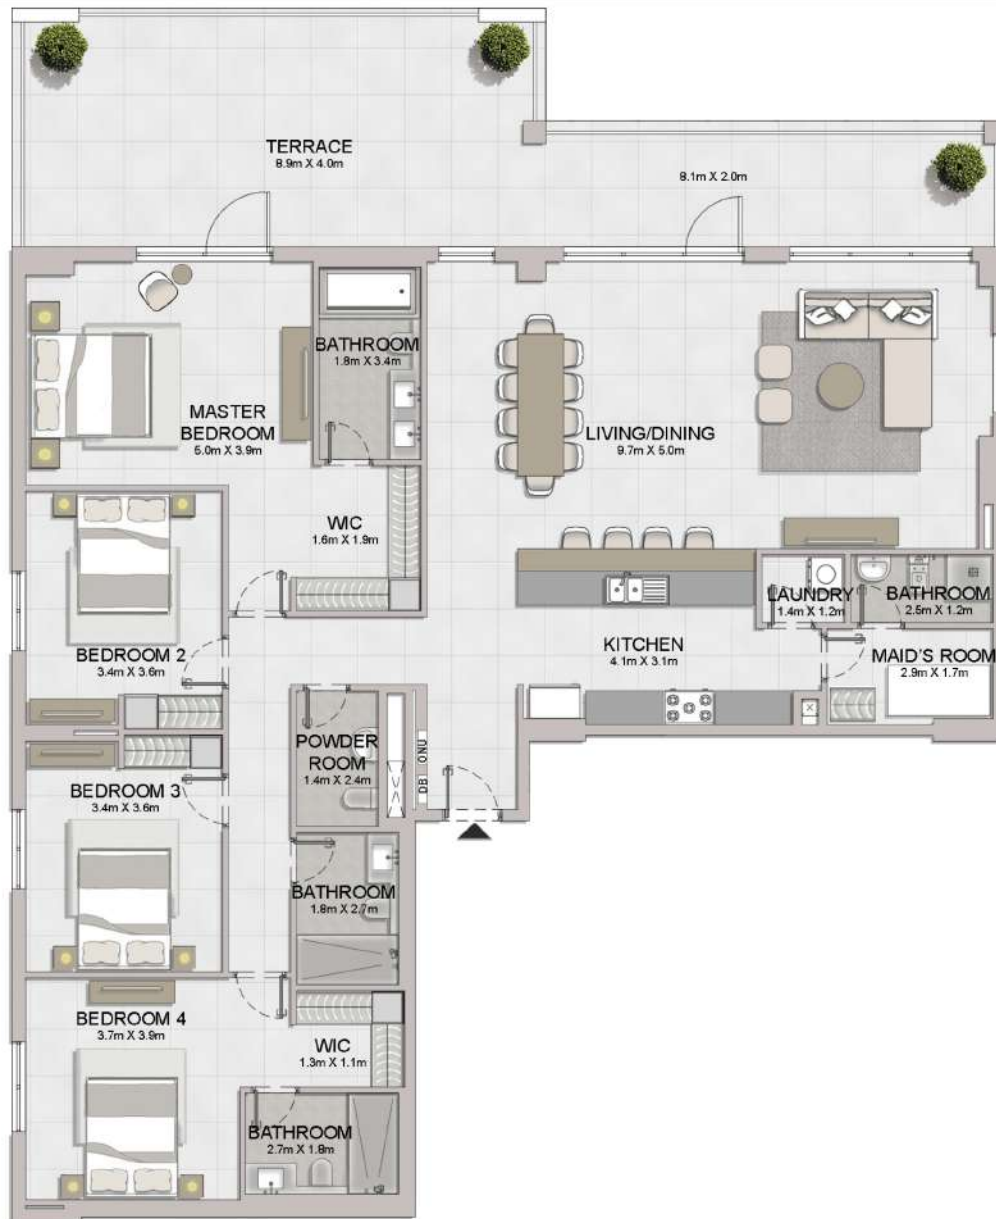 TERRACE
8.9m X 4.0m
8.1m X 2.0m
BATHROOM
1.8m X 3.4m
MASTER
BEDROOM
5.0m X 3.9m
LIVING/DINING
9.7m X 5.0m
WIC
1.6m X 1.9m
LAUNDRY
1.4m X 1.2m
BATHROOM
2.5m X 1.2m
KITCHEN
4.1m X 3.1m
MAID'S ROOM
2.9m X 1.7m
BEDROOM 2
3.4m X 3.6m
POWDER
ROOM
1.4m X 2.4m
DB ONU
BEDROOM 3
3.4m X 3.6m
BATHROOM
1.8m X 2.7m
BEDROOM 4
3.7m X 3.9m
WIC
1.3m X 1.1m
BATHROOM
2.7m X 1.8m